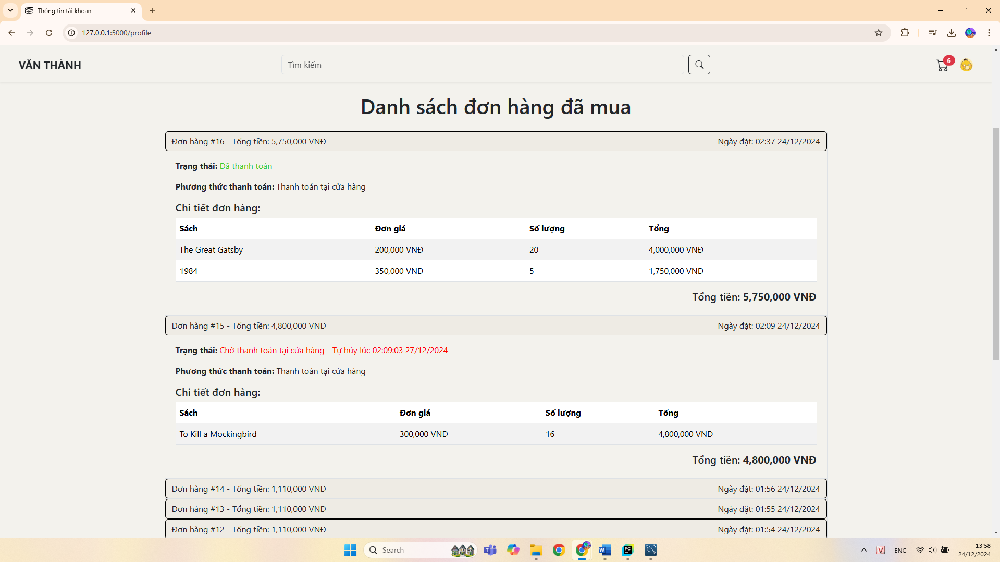 Thông tin tài khoản
127.0.0.1:5000/profile
VĂN THÀNH
Tìm kiếm
6
Danh sách đơn hàng đã mua
Đơn hàng #16 - Tổng tiền: 5,750,000 VNĐ Ngày đặt: 02:37 24/12/2024
Trạng thái: Đã thanh toán
Phương thức thanh toán: Thanh toán tại cửa hàng
Chi tiết đơn hàng:
Sách Đơn giá Số lượng Tổng
The Great Gatsby 200,000 VNĐ 20 4,000,000 VNĐ
1984 350,000 VNĐ 5 1,750,000 VNĐ
Tổng tiền: 5,750,000 VNĐ
Đơn hàng #15 - Tổng tiền: 4,800,000 VNĐ Ngày đặt: 02:09 24/12/2024
Trạng thái: Chờ thanh toán tại cửa hàng - Tự hủy lúc 02:09:03 27/12/2024
Phương thức thanh toán: Thanh toán tại cửa hàng
Chi tiết đơn hàng:
Sách Đơn giá Số lượng Tổng
To Kill a Mockingbird 300,000 VNĐ 16 4,800,000 VNĐ
Tổng tiền: 4,800,000 VNĐ
Đơn hàng #14 - Tổng tiền: 1,110,000 VNĐ Ngày đặt: 01:56 24/12/2024
Đơn hàng #13 - Tổng tiền: 1,110,000 VNĐ Ngày đặt: 01:55 24/12/2024
Đơn hàng #12 - Tổng tiền: 1,110,000 VNĐ Ngày đặt: 01:54 24/12/2024
Search
ENG
13:58
24/12/2024